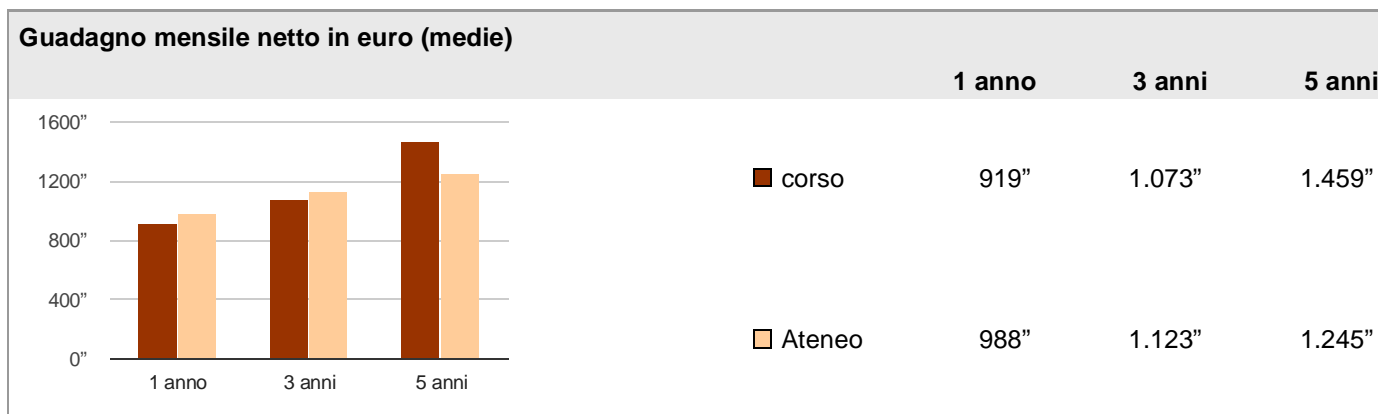 Guadagno mensile netto in euro (medie)
1 anno 3 anni 5 anni
1600”
1200”
800”
400”
0”
1 anno 3 anni 5 anni
corso 919” 1.073” 1.459”
Ateneo 988” 1.123” 1.245”